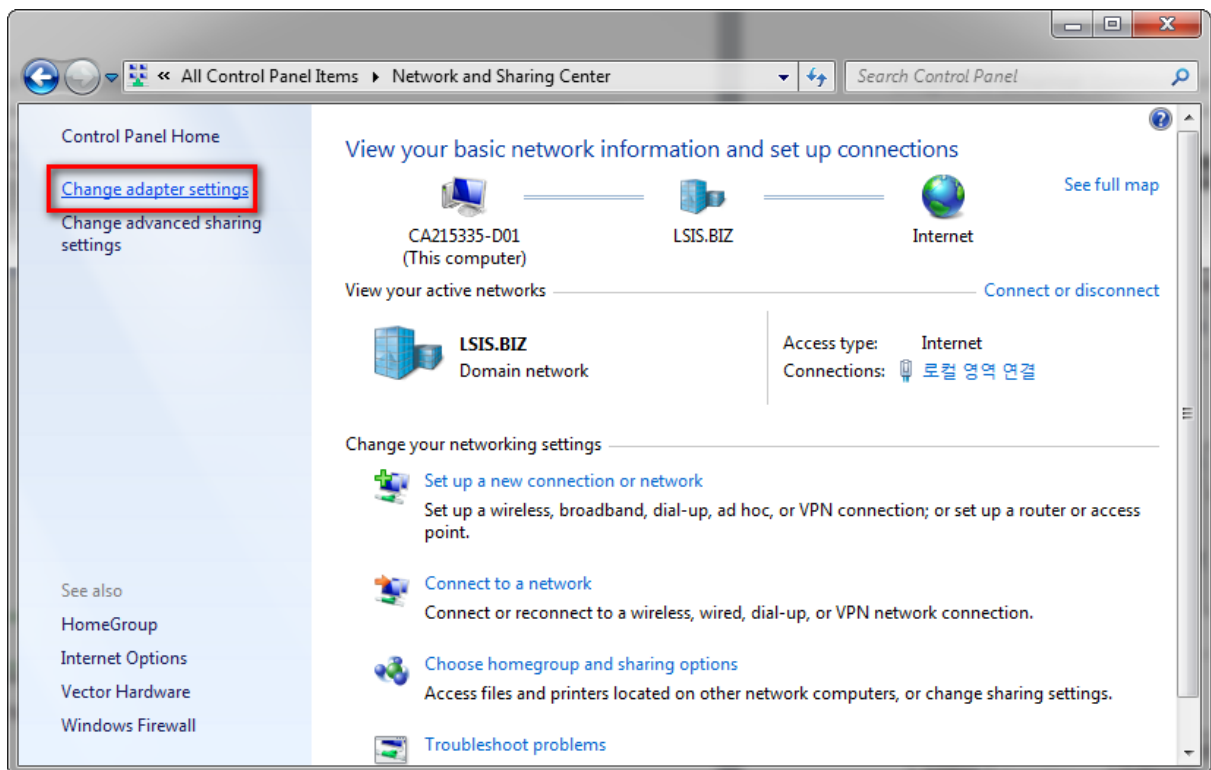 « All Control Panel Items ▸ Network and Sharing Center
Search Control Panel
Control Panel Home
Change adapter settings
Change advanced sharing
settings
See also
HomeGroup
Internet Options
Vector Hardware
Windows Firewall
View your basic network information and set up connections
See full map
CA215335-D01
(This computer)
LSIS.BIZ
Internet
View your active networks
Connect or disconnect
LSIS.BIZ
Domain network
Access type: Internet
Connections: 로컬 영역 연결
Change your networking settings
Set up a new connection or network
Set up a wireless, broadband, dial-up, ad hoc, or VPN connection; or set up a router or access
point.
Connect to a network
Connect or reconnect to a wireless, wired, dial-up, or VPN network connection.
Choose homegroup and sharing options
Access files and printers located on other network computers, or change sharing settings.
Troubleshoot problems